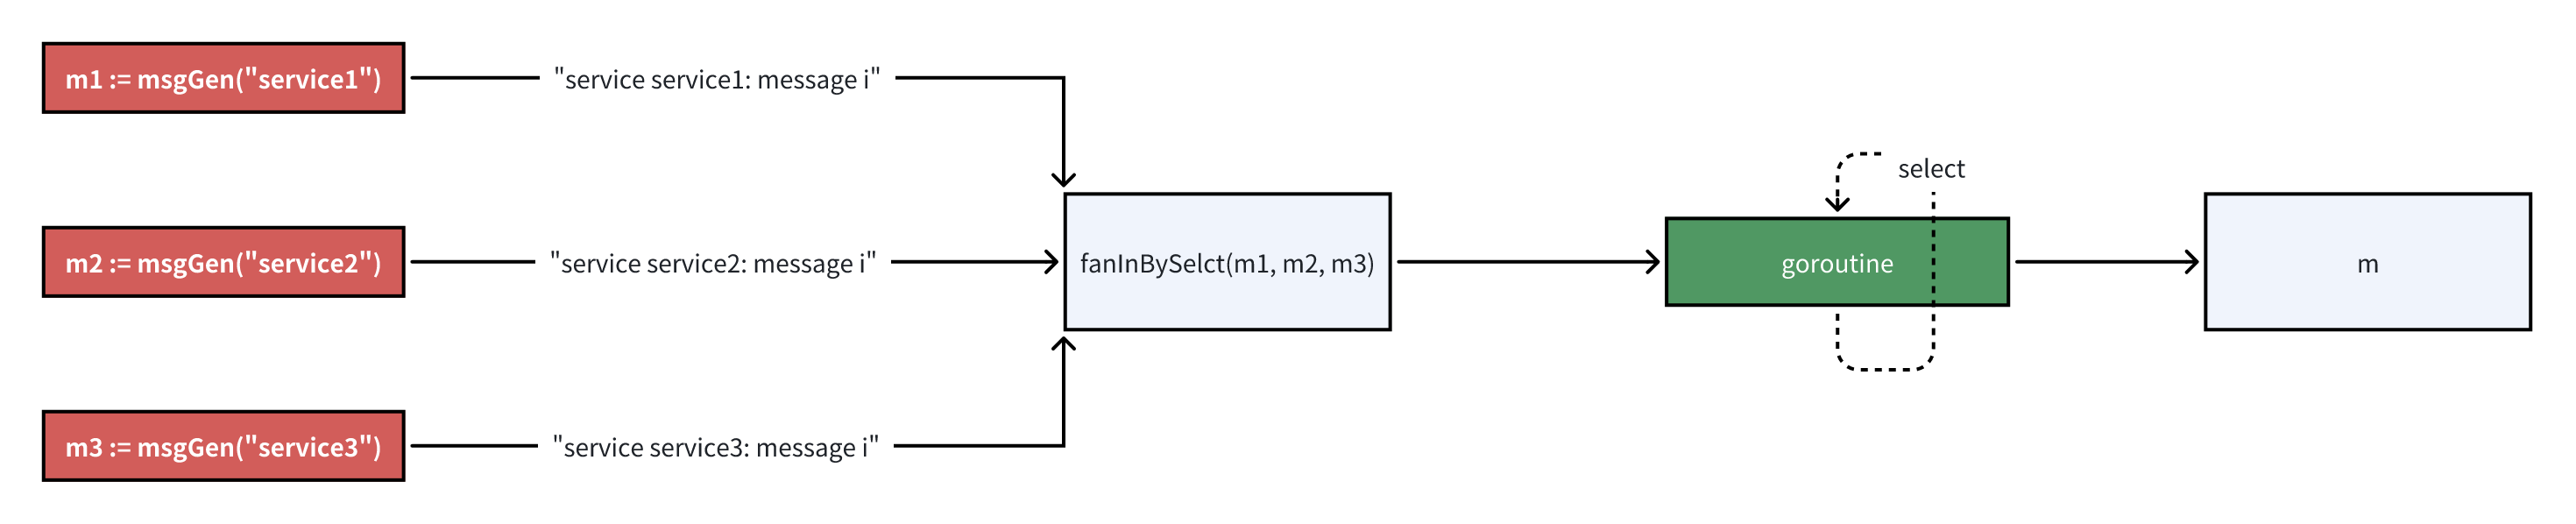 m1 := msgGen("service1")
"service service1: message i"
select
m2 := msgGen("service2")
"service service2: message i"
fanInBySelct(m1, m2, m3)
goroutine
m
m3 := msgGen("service3")
"service service3: message i"